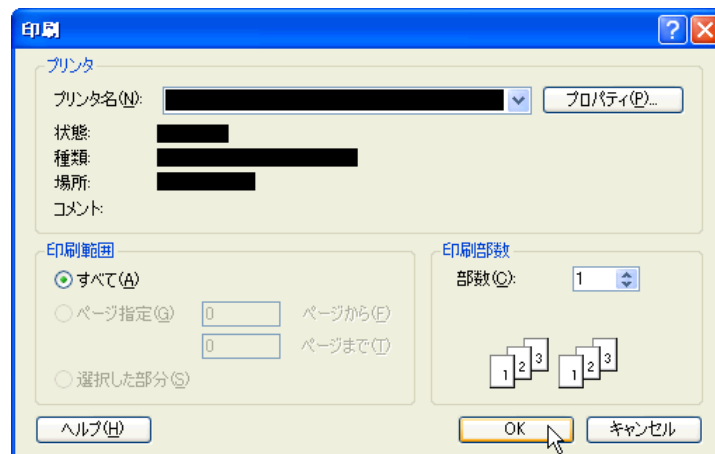 印刷
プリンタ
プリンタ名(N):
プロパティ(P)...
状態:
種類:
場所:
コメント:
印刷範囲
すべて(A)
ページ指定(G) 0 ページから(F)
0 ページまで(T)
選択した部分(S)
印刷部数
部数(C): 1
1 2 3 1 2 3
ヘルプ(H)
OK
キャンセル